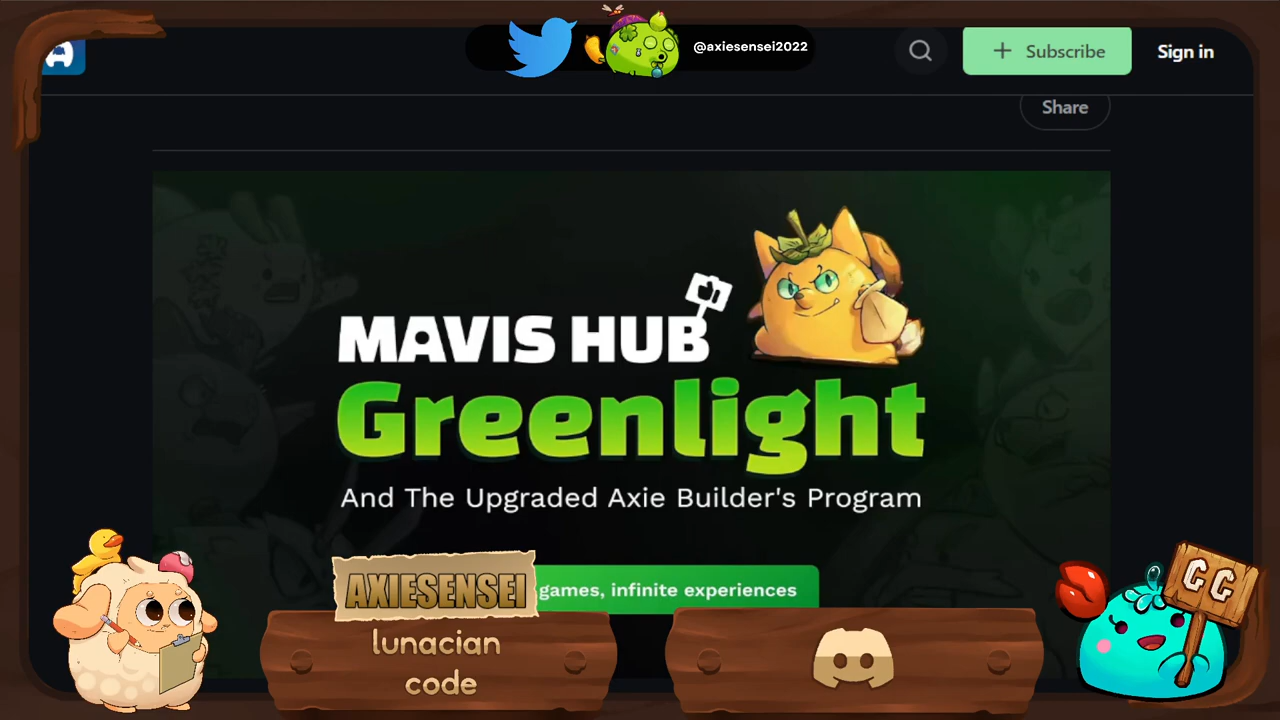 @axiesensei2022
Subscribe
Sign in
Share
MAVIS HUB
Greenlight
And The Upgraded Axie Builder's Program
games, infinite experiences
AXIESENSEI
lunacian
code
GG